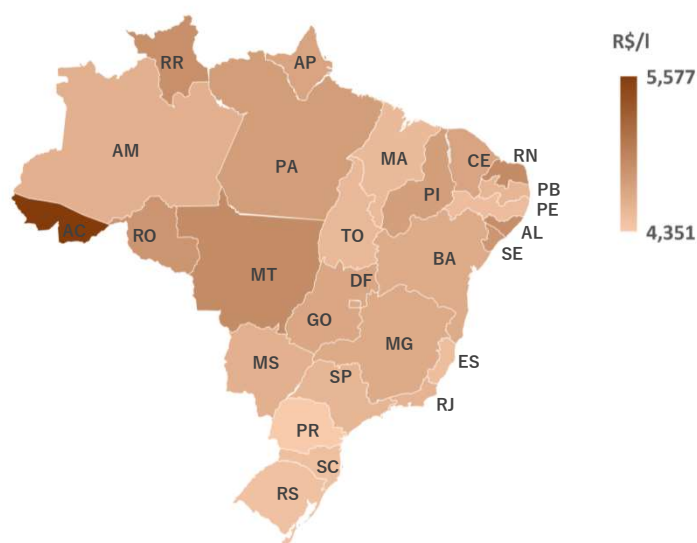 R$/l
5,577
4,351
RR
AP
AM
PA
MA
CE
RN
PB
PE
PI
AL
SE
AC
RO
TO
BA
MT
DF
GO
MG
ES
MS
SP
RJ
PR
SC
RS